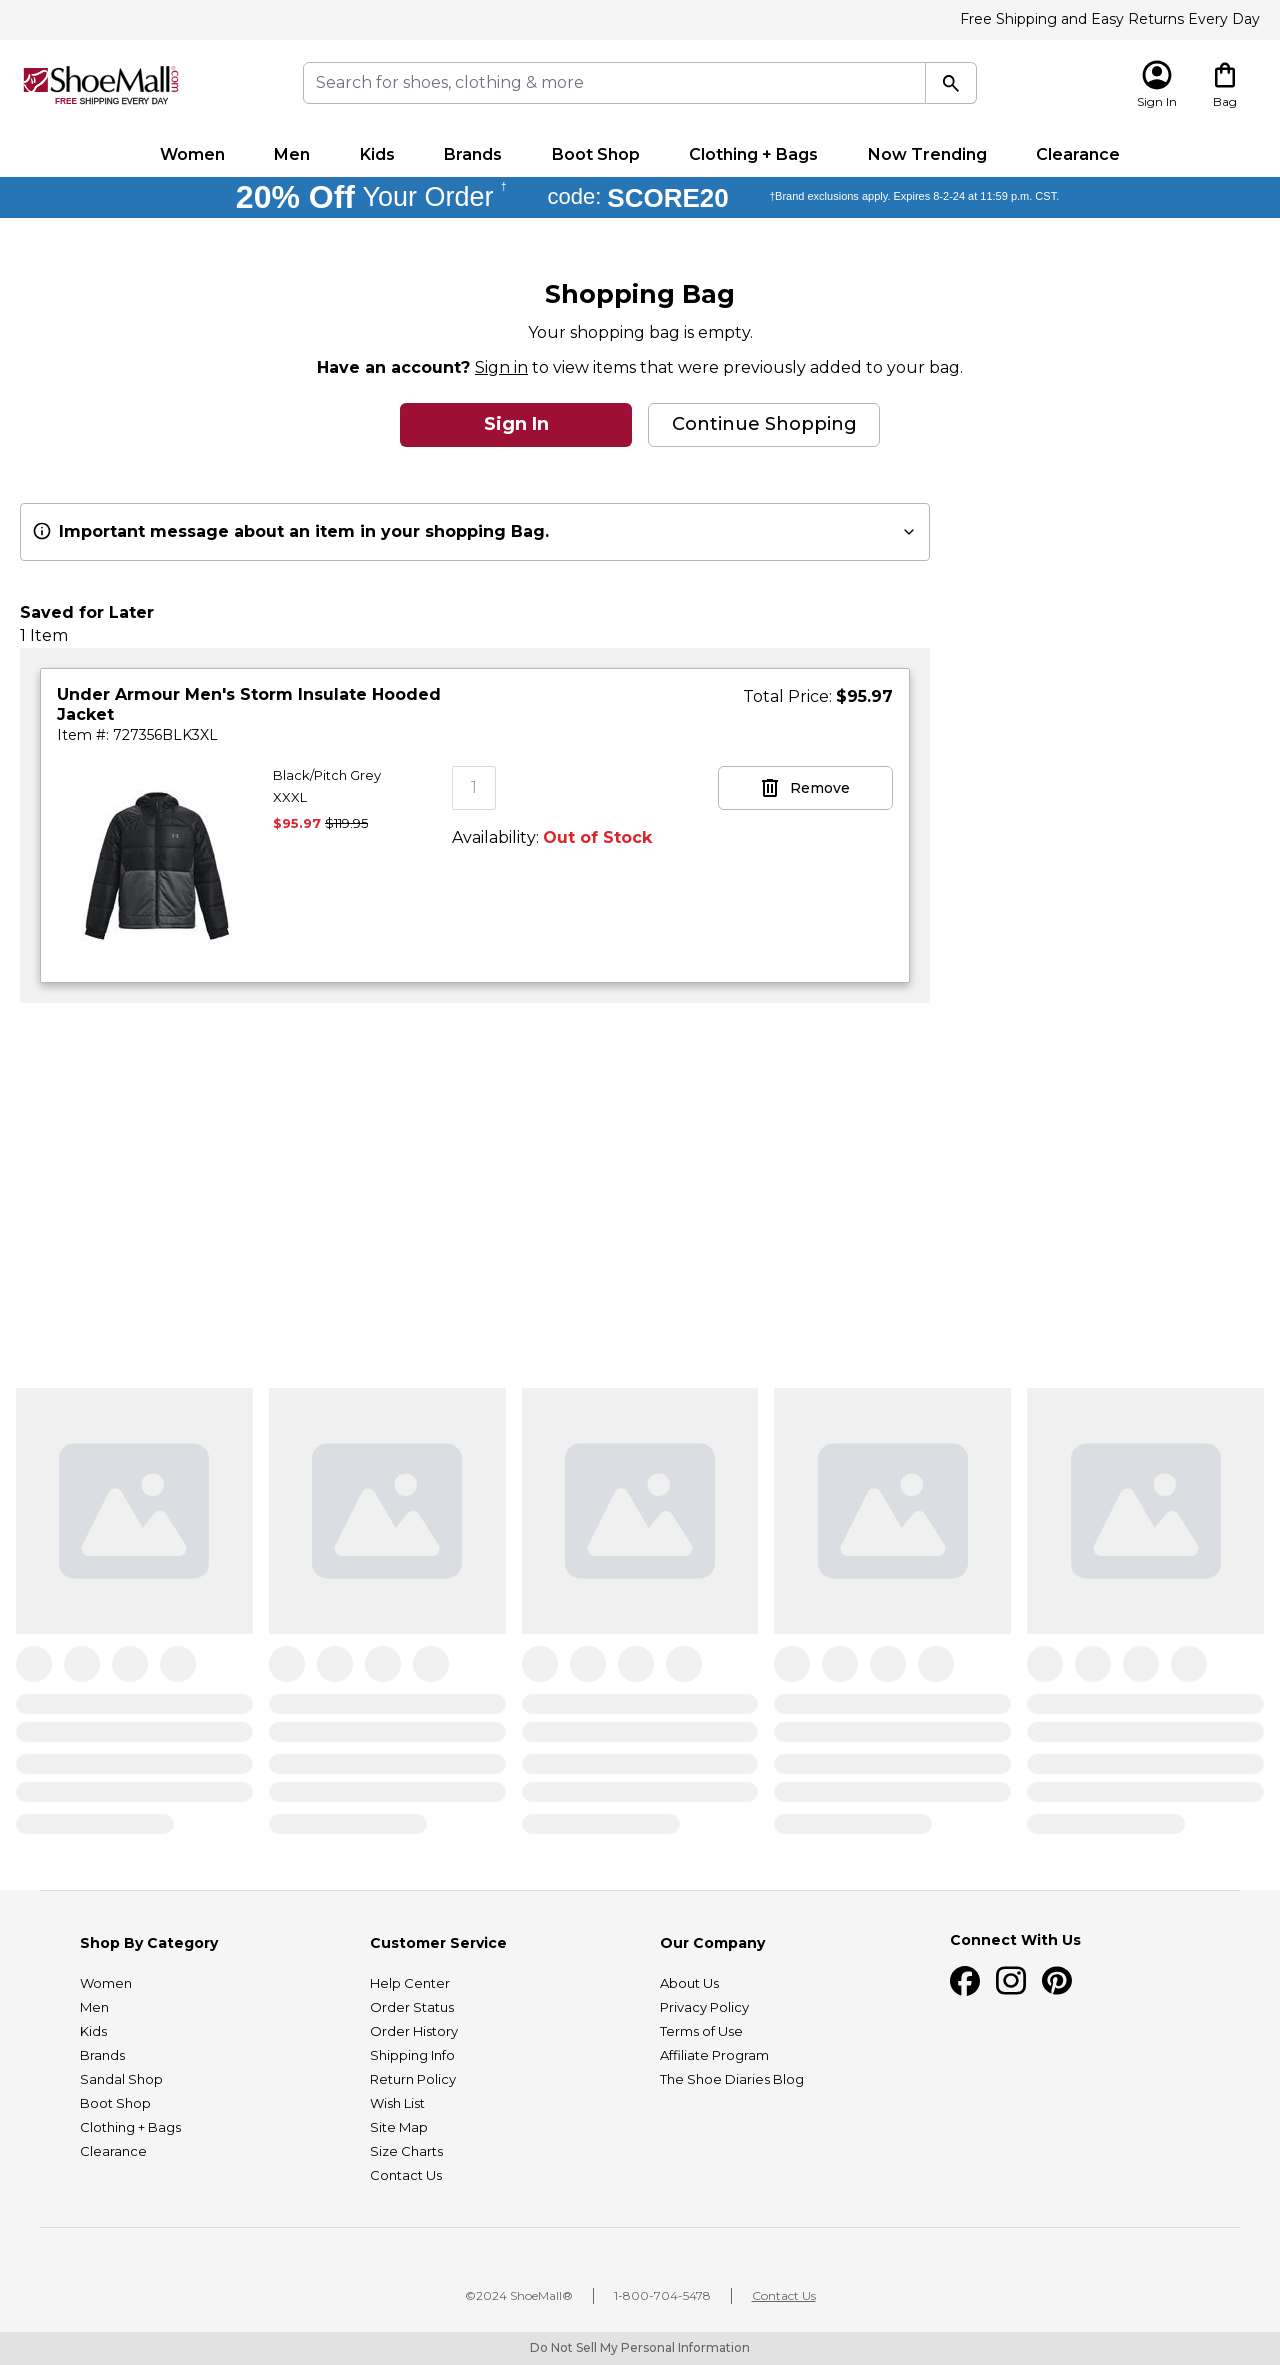 Free Shipping and Easy Returns Every Day
ShoeMall.com
FREE SHIPPING EVERY DAY
Search for shoes, clothing & more
Sign In
Bag
Women Men Kids Brands Boot Shop Clothing + Bags Now Trending Clearance
20% Off Your Order † code: SCORE20 †Brand exclusions apply. Expires 8-2-24 at 11:59 p.m. CST.
Shopping Bag
Your shopping bag is empty.
Have an account? Sign in to view items that were previously added to your bag.
Sign In
Continue Shopping
Important message about an item in your shopping Bag.
Saved for Later
1 Item
Under Armour Men's Storm Insulate Hooded
Jacket
Item #: 727356BLK3XL
Total Price: $95.97
Black/Pitch Grey
XXXL
$95.97 $119.95
1
Availability: Out of Stock
Remove
Shop By Category
Women
Men
Kids
Brands
Sandal Shop
Boot Shop
Clothing + Bags
Clearance
Customer Service
Help Center
Order Status
Order History
Shipping Info
Return Policy
Wish List
Site Map
Size Charts
Contact Us
Our Company
About Us
Privacy Policy
Terms of Use
Affiliate Program
The Shoe Diaries Blog
Connect With Us
©2024 ShoeMall® 1-800-704-5478 Contact Us
Do Not Sell My Personal Information